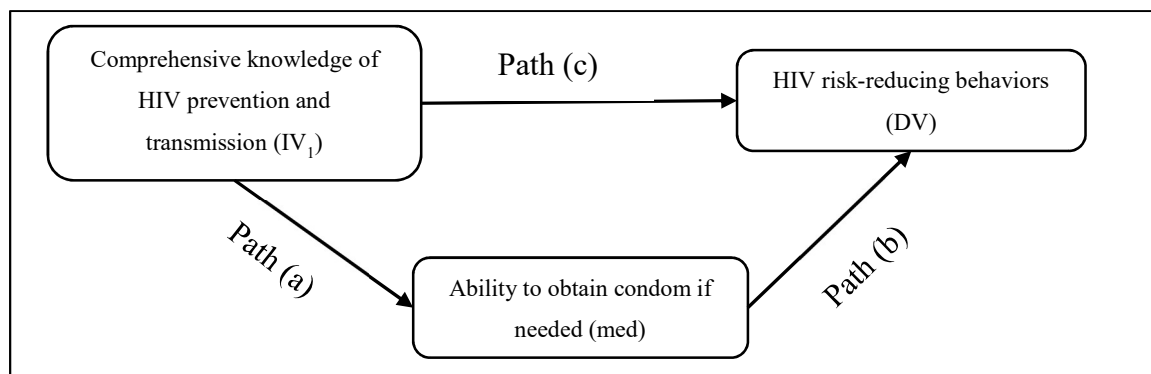 Comprehensive knowledge of
HIV prevention and
transmission (IV₁)
Path (c)
HIV risk-reducing behaviors
(DV)
Path (a)
Ability to obtain condom if
needed (med)
Path (b)